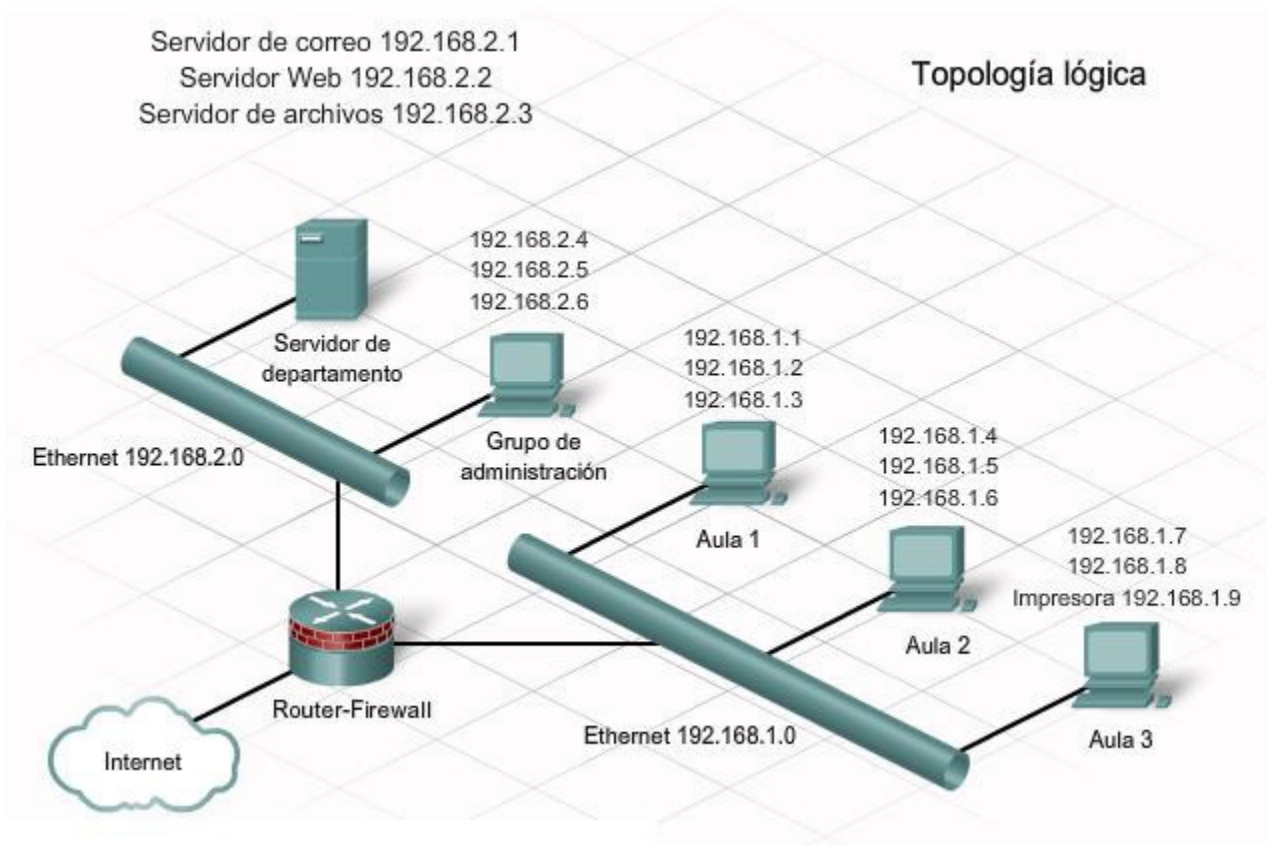 Servidor de correo 192.168.2.1
Servidor Web 192.168.2.2
Servidor de archivos 192.168.2.3
Topología lógica
192.168.2.4
192.168.2.5
192.168.2.6
Servidor de
departamento
192.168.1.1
192.168.1.2
192.168.1.3
Grupo de
administración
Ethernet 192.168.2.0
192.168.1.4
192.168.1.5
192.168.1.6
Aula 1
192.168.1.7
192.168.1.8
Impresora 192.168.1.9
Aula 2
Router-Firewall
Ethernet 192.168.1.0
Aula 3
Internet